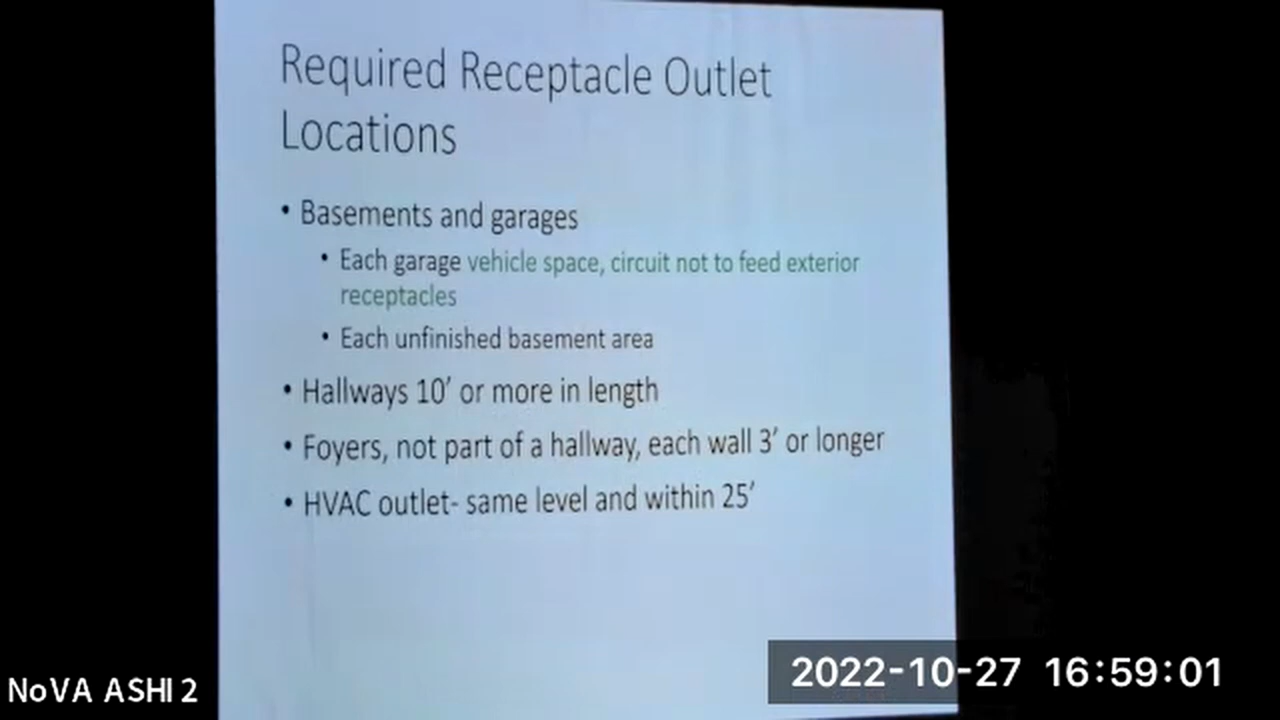 Required Receptacle Outlet
Locations
• Basements and garages
• Each garage vehicle space, circuit not to feed exterior
receptacles
• Each unfinished basement area
• Hallways 10′ or more in length
• Foyers, not part of a hallway, each wall 3′ or longer
• HVAC outlet- same level and within 25′
NoVA ASHI 2
2022-10-27 16:59:01